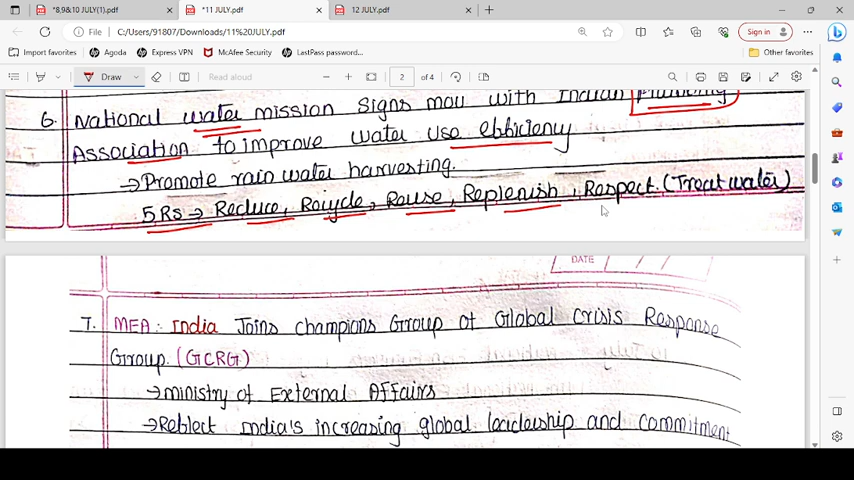 *8,9&10 JULY(1).pdf
*11 JULY.pdf
12 JULY.pdf
Sign in
File
C:/Users/91807/Downloads/11%20JULY.pdf
Import favorites
Agoda
Express VPN
McAfee Security
LastPass password...
Other favorites
Draw
Read aloud
2 of 4
6. National water mission signs mou with Indian Plumbing
Association to improve water use efficiency
→Promote rain water harvesting.
5Rs → Reduce, Recycle, Reuse, Replenish, Respect. (Treat water)
DATE
7. MEA:- India Joins champions Group of Global Crisis Response
Group. (GCRG)
→ministry of External Affairs
→Reflect India's increasing global leadership and commitment